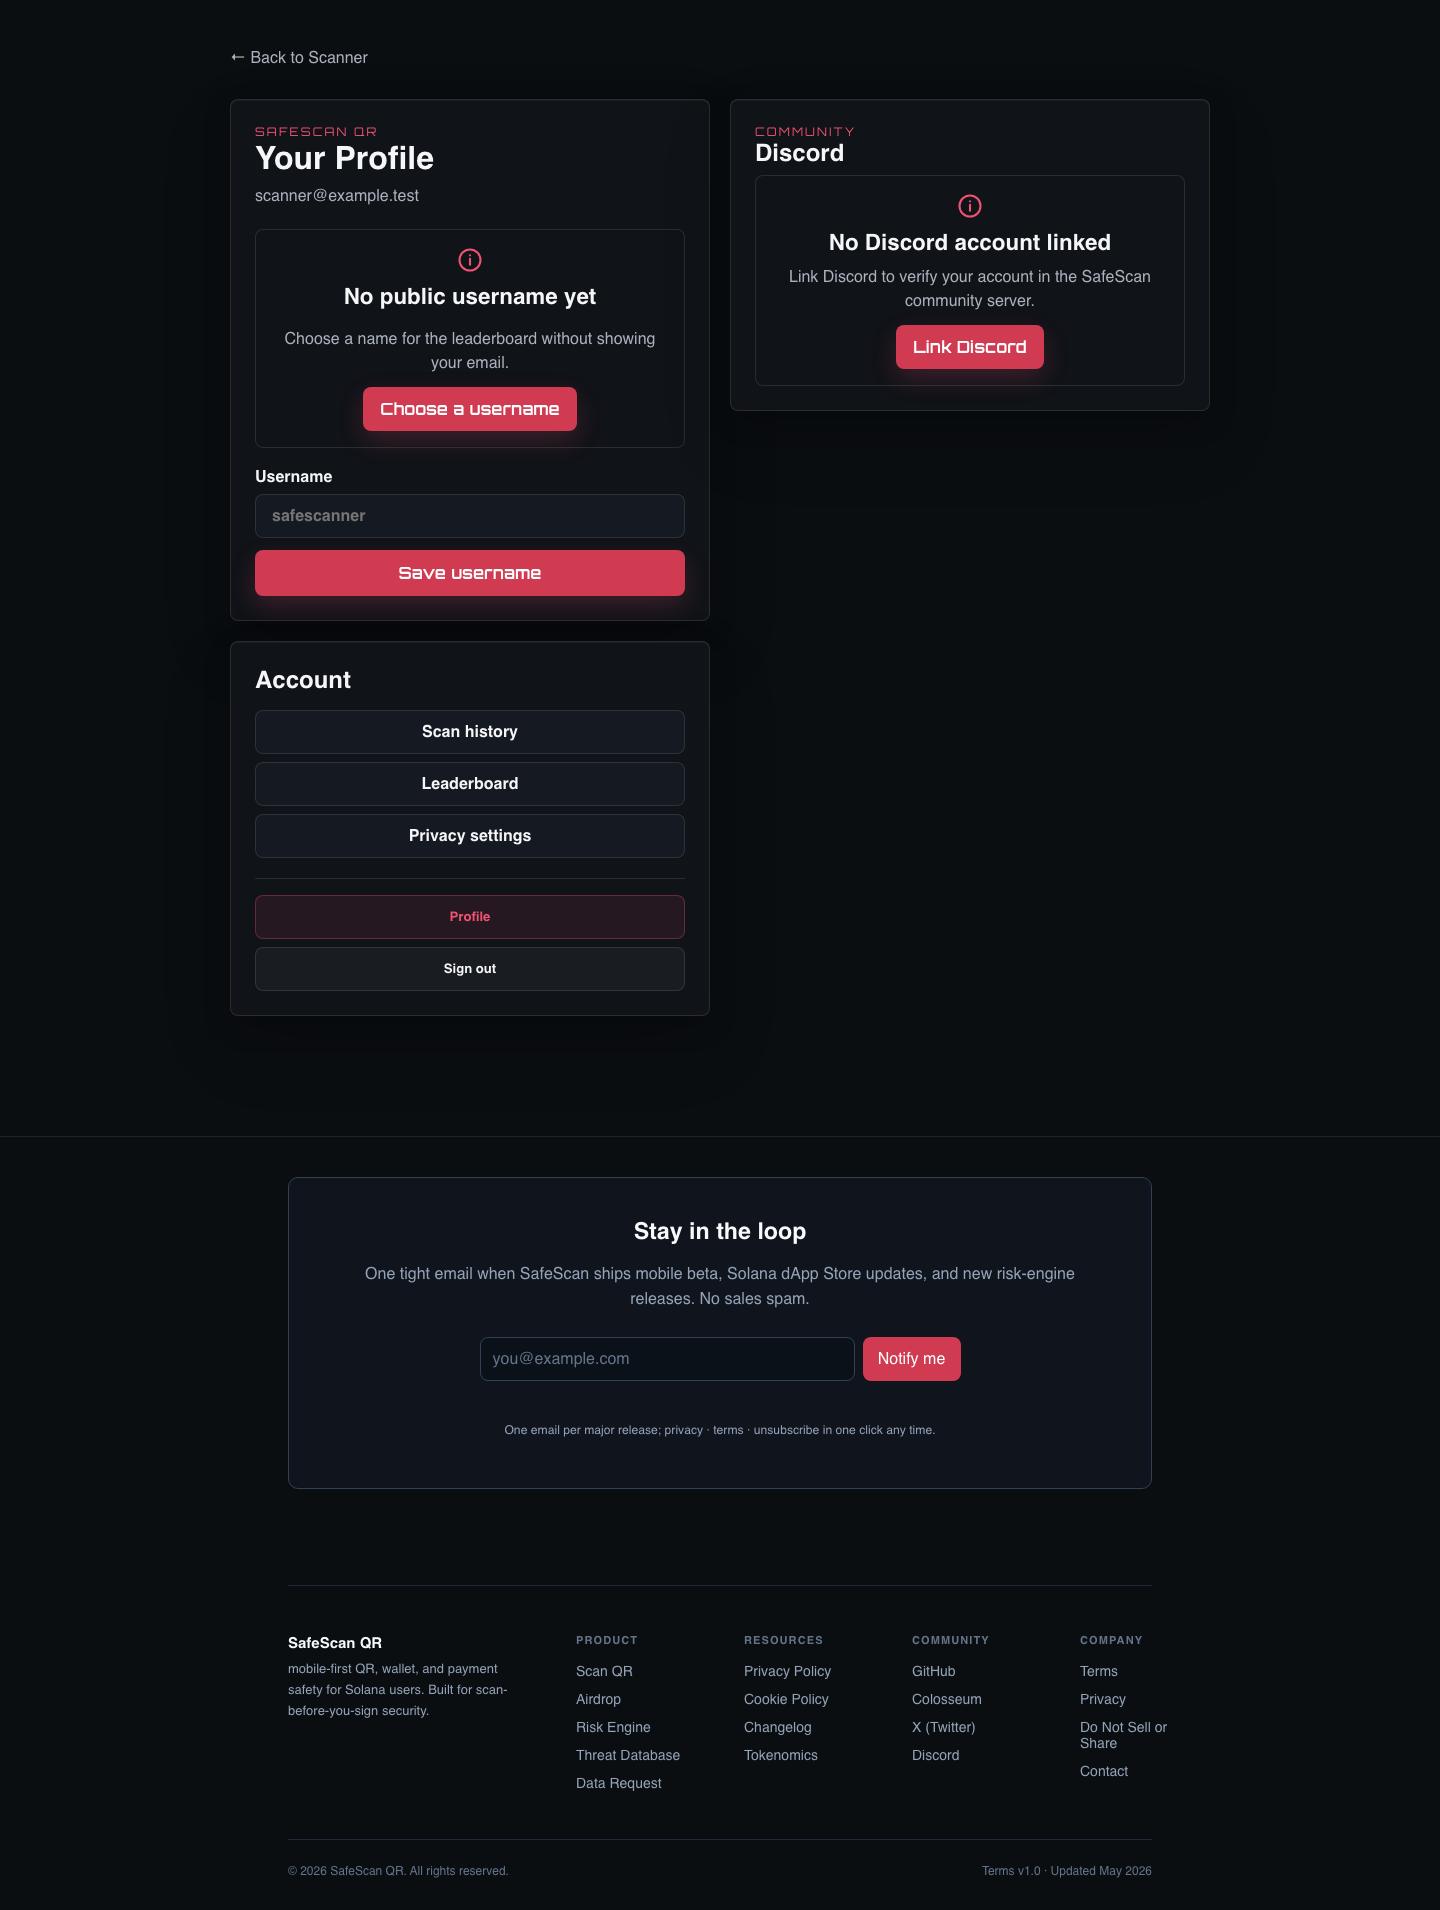 ← Back to Scanner
SAFESCAN QR
Your Profile
scanner@example.test
No public username yet
Choose a name for the leaderboard without showing
your email.
Choose a username
Username
safescanner
Save username
COMMUNITY
Discord
No Discord account linked
Link Discord to verify your account in the SafeScan
community server.
Link Discord
Account
Scan history
Leaderboard
Privacy settings
Profile
Sign out
Stay in the loop
One tight email when SafeScan ships mobile beta, Solana dApp Store updates, and new risk-engine
releases. No sales spam.
you@example.com
Notify me
One email per major release; privacy · terms · unsubscribe in one click any time.
SafeScan QR
mobile-first QR, wallet, and payment
safety for Solana users. Built for scan-
before-you-sign security.
PRODUCT
Scan QR
Airdrop
Risk Engine
Threat Database
Data Request
RESOURCES
Privacy Policy
Cookie Policy
Changelog
Tokenomics
COMMUNITY
GitHub
Colosseum
X (Twitter)
Discord
COMPANY
Terms
Privacy
Do Not Sell or
Share
Contact
© 2026 SafeScan QR. All rights reserved.
Terms v1.0 · Updated May 2026